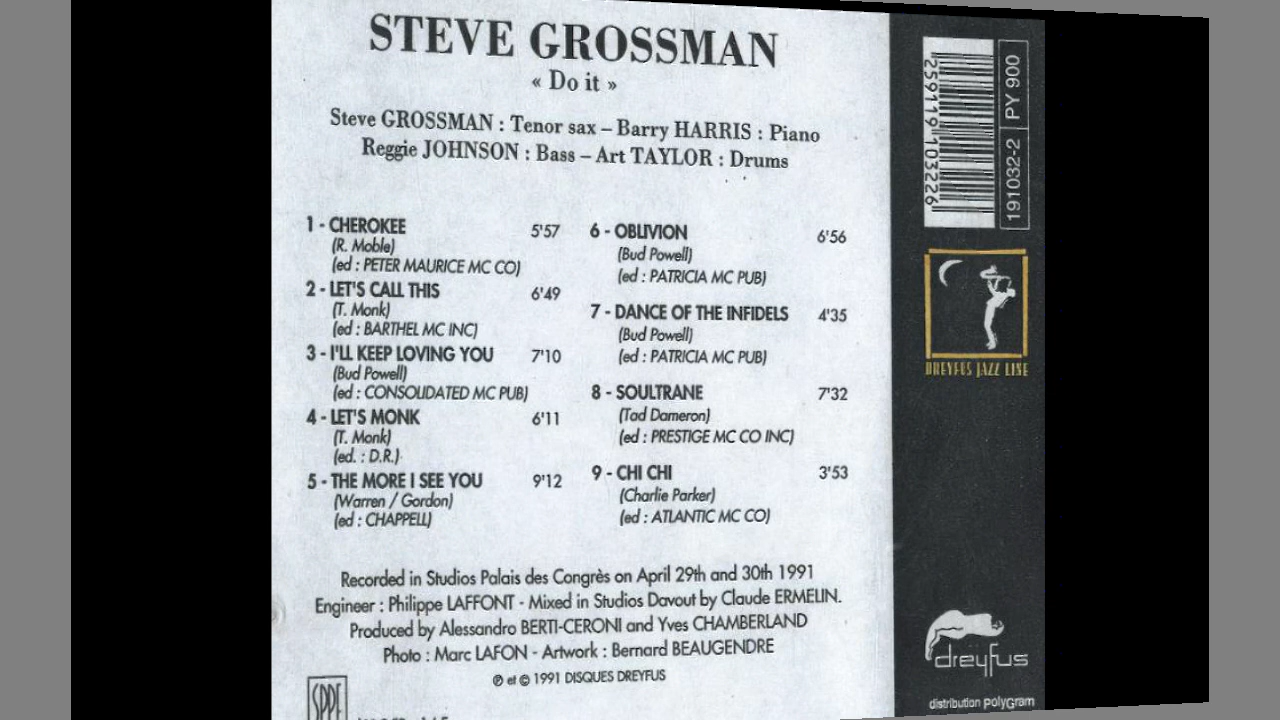 STEVE GROSSMAN
« Do it »
Steve GROSSMAN : Tenor sax – Barry HARRIS : Piano
Reggie JOHNSON : Bass – Art TAYLOR : Drums
1 - CHEROKEE 5'57
(R. Moble)
(ed : PETER MAURICE MC CO)
2 - LET'S CALL THIS 6'49
(T. Monk)
(ed : BARTHEL MC INC)
3 - I'LL KEEP LOVING YOU 7'10
(Bud Powell)
(ed : CONSOLIDATED MC PUB)
4 - LET'S MONK 6'11
(T. Monk)
(ed. : D.R.)
5 - THE MORE I SEE YOU 9'12
(Warren / Gordon)
(ed : CHAPPELL)
6 - OBLIVION 6'56
(Bud Powell)
(ed : PATRICIA MC PUB)
7 - DANCE OF THE INFIDELS 4'35
(Bud Powell)
(ed : PATRICIA MC PUB)
8 - SOULTRANE 7'32
(Tad Dameron)
(ed : PRESTIGE MC CO INC)
9 - CHI CHI 3'53
(Charlie Parker)
(ed : ATLANTIC MC CO)
Recorded in Studios Palais des Congrès on April 29th and 30th 1991
Engineer : Philippe LAFFONT - Mixed in Studios Davout by Claude ERMELIN.
Produced by Alessandro BERTI-CERONI and Yves CHAMBERLAND
Photo : Marc LAFON - Artwork : Bernard BEAUGENDRE
℗ et © 1991 DISQUES DREYFUS
SPPF
259119 103226
191032-2 PY 900
DREYFUS JAZZ LINE
dreyfus
distribution polyGram